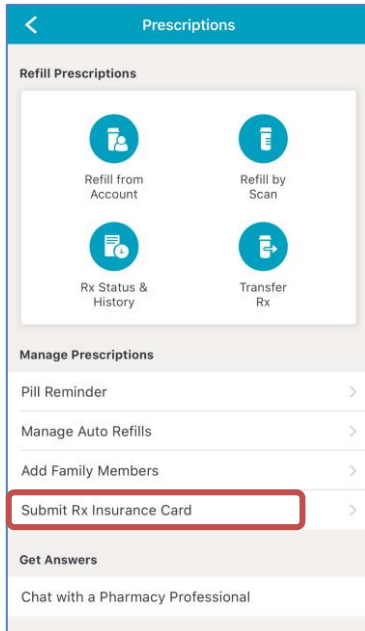 Prescriptions
Refill Prescriptions
Refill from
Account
Refill by
Scan
Rx Status &
History
Transfer
Rx
Manage Prescriptions
Pill Reminder
Manage Auto Refills
Add Family Members
Submit Rx Insurance Card
Get Answers
Chat with a Pharmacy Professional